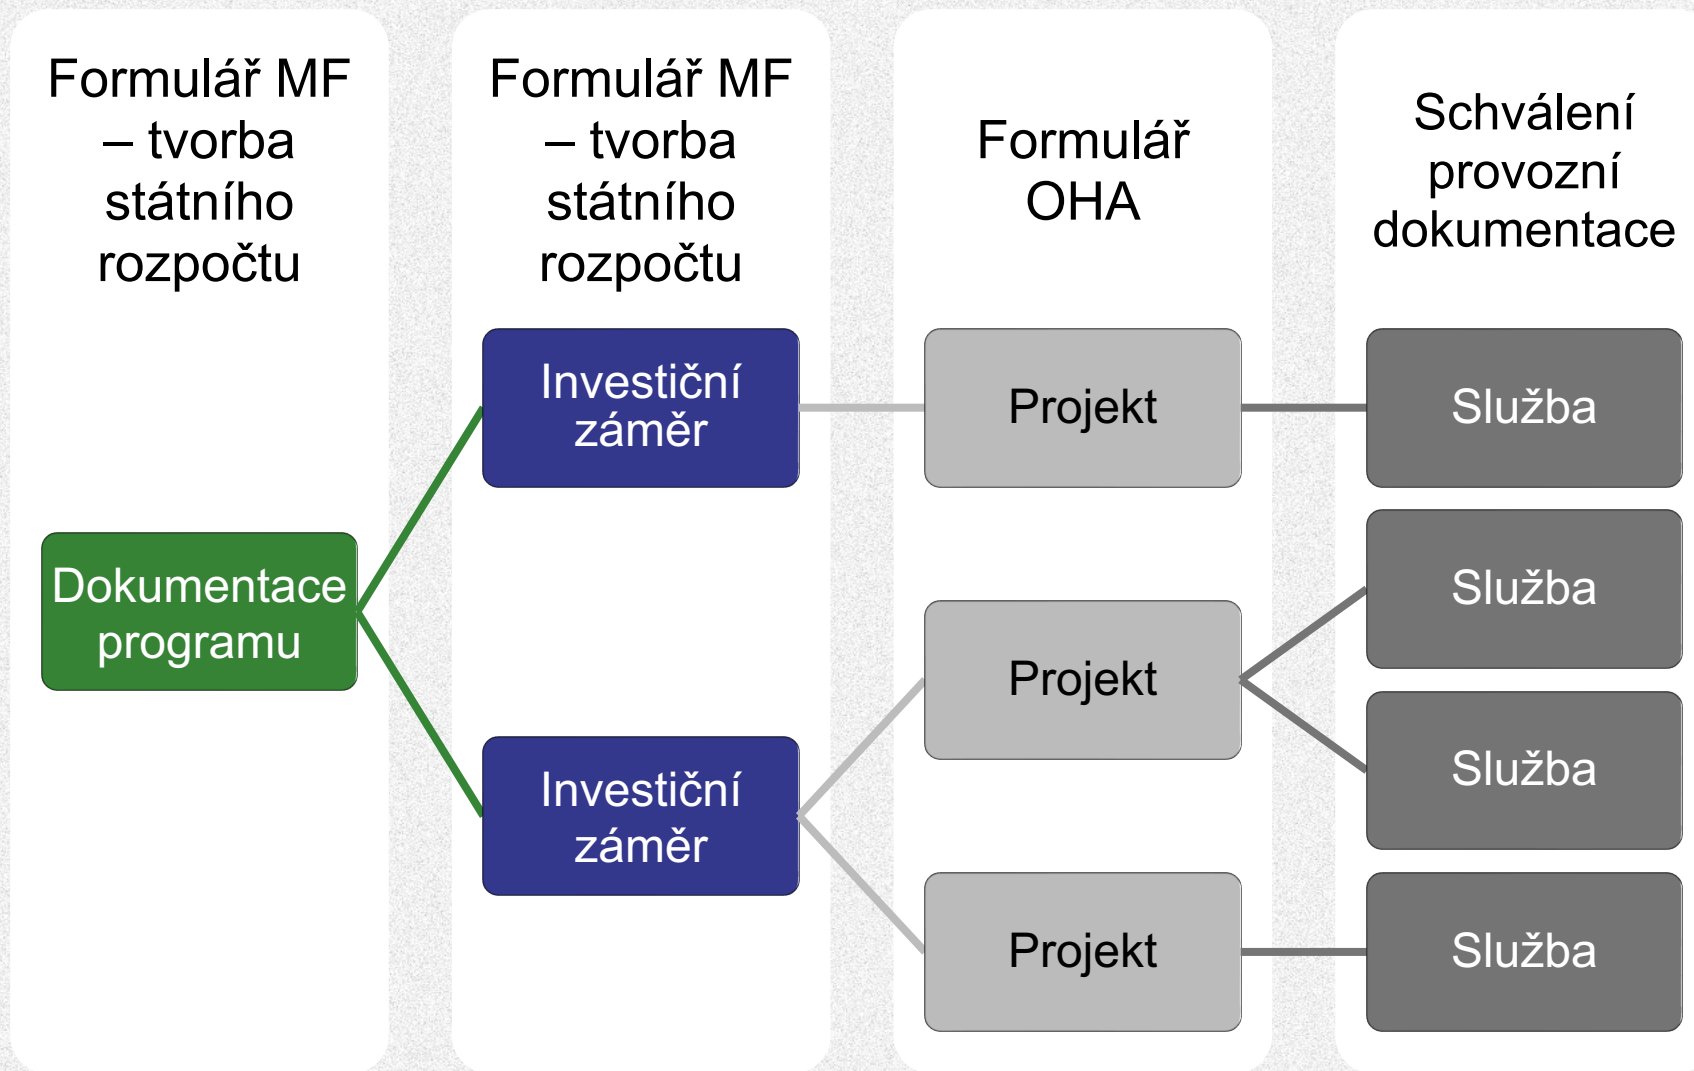 Formulář MF
– tvorba
státního
rozpočtu
Formulář MF
– tvorba
státního
rozpočtu
Formulář
OHA
Schválení
provozní
dokumentace
Dokumentace
programu
Investiční
záměr
Investiční
záměr
Projekt
Projekt
Projekt
Služba
Služba
Služba
Služba